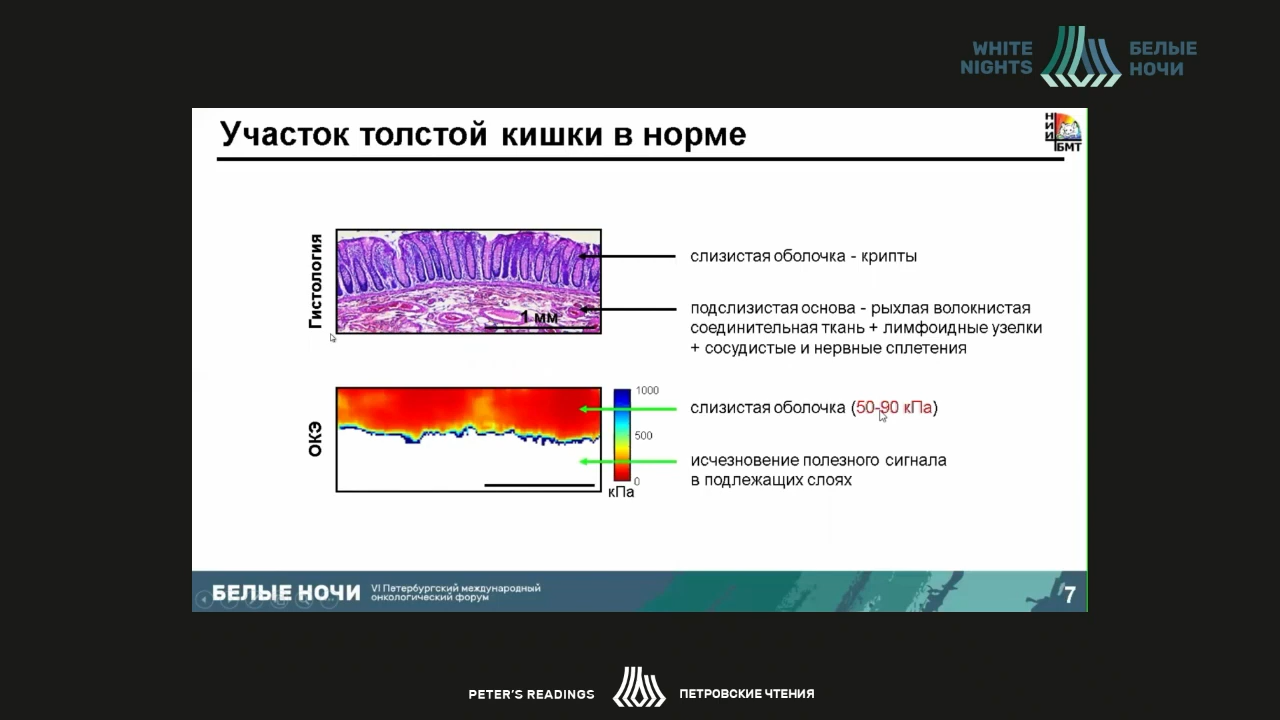 WHITE
NIGHTS
БЕЛЫЕ
НОЧИ
Участок толстой кишки в норме
НИИ
БМТ
Гистология
1 мм
слизистая оболочка - крипты
подслизистая основа - рыхлая волокнистая
соединительная ткань + лимфоидные узелки
+ сосудистые и нервные сплетения
ОКЭ
1000
500
0
кПа
слизистая оболочка (50-90 кПа)
исчезновение полезного сигнала
в подлежащих слоях
БЕЛЫЕ НОЧИ
VI Петербургский международный
онкологический форум
7
PETER'S READINGS
ПЕТРОВСКИЕ ЧТЕНИЯ